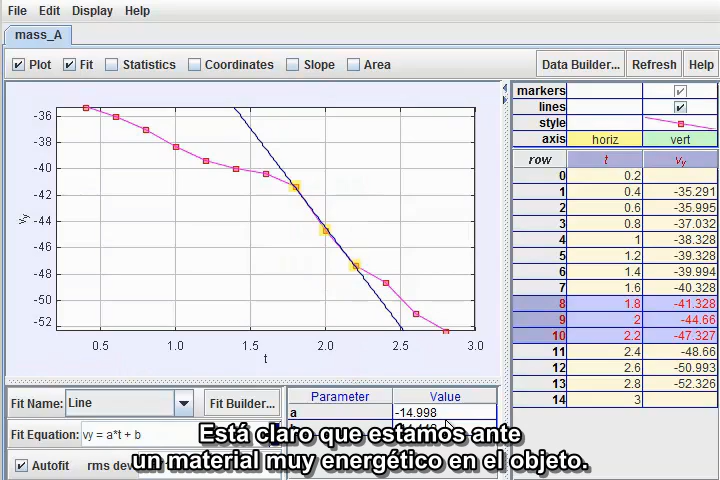 File Edit Display Help
mass_A
Plot Fit Statistics Coordinates Slope Area Data Builder... Refresh Help
-36
-38
-40
-42
-44
-46
-48
-50
-52
vy
0.5 1.0 1.5 2.0 2.5 3.0
t
markers
lines
style
axis horiz vert
row t vy
0 0.2
1 0.4 -35.291
2 0.6 -35.995
3 0.8 -37.032
4 1 -38.328
5 1.2 -39.328
6 1.4 -39.994
7 1.6 -40.328
8 1.8 -41.328
9 2 -44.66
10 2.2 -47.327
11 2.4 -48.66
12 2.6 -50.993
13 2.8 -52.326
14 3
Fit Name: Line Fit Builder...
Parameter Value
a -14.998
Fit Equation: vy = a*t + b
Autofit rms dev
Está claro que estamos ante
un material muy energético en el objeto.